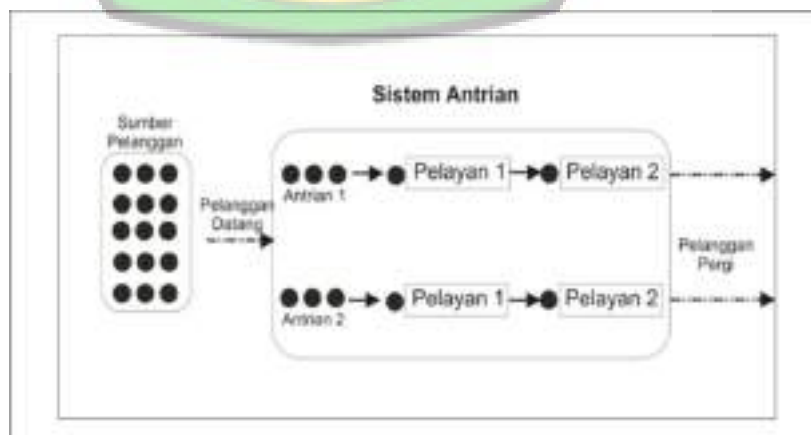 Sistem Antrian
Sumber
Pelanggan
Pelanggan
Datang
Antrian 1
Pelayan 1
Pelayan 2
Pelanggan
Pergi
Antrian 2
Pelayan 1
Pelayan 2